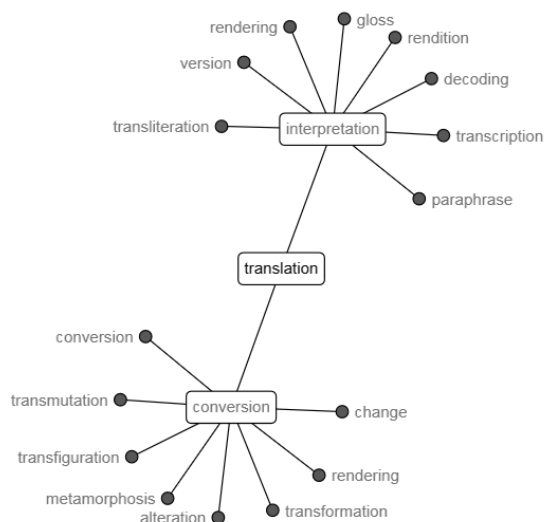 gloss
rendering
rendition
version
decoding
transliteration
interpretation
transcription
paraphrase
translation
conversion
transmutation
conversion
change
transfiguration
rendering
metamorphosis
transformation
alteration